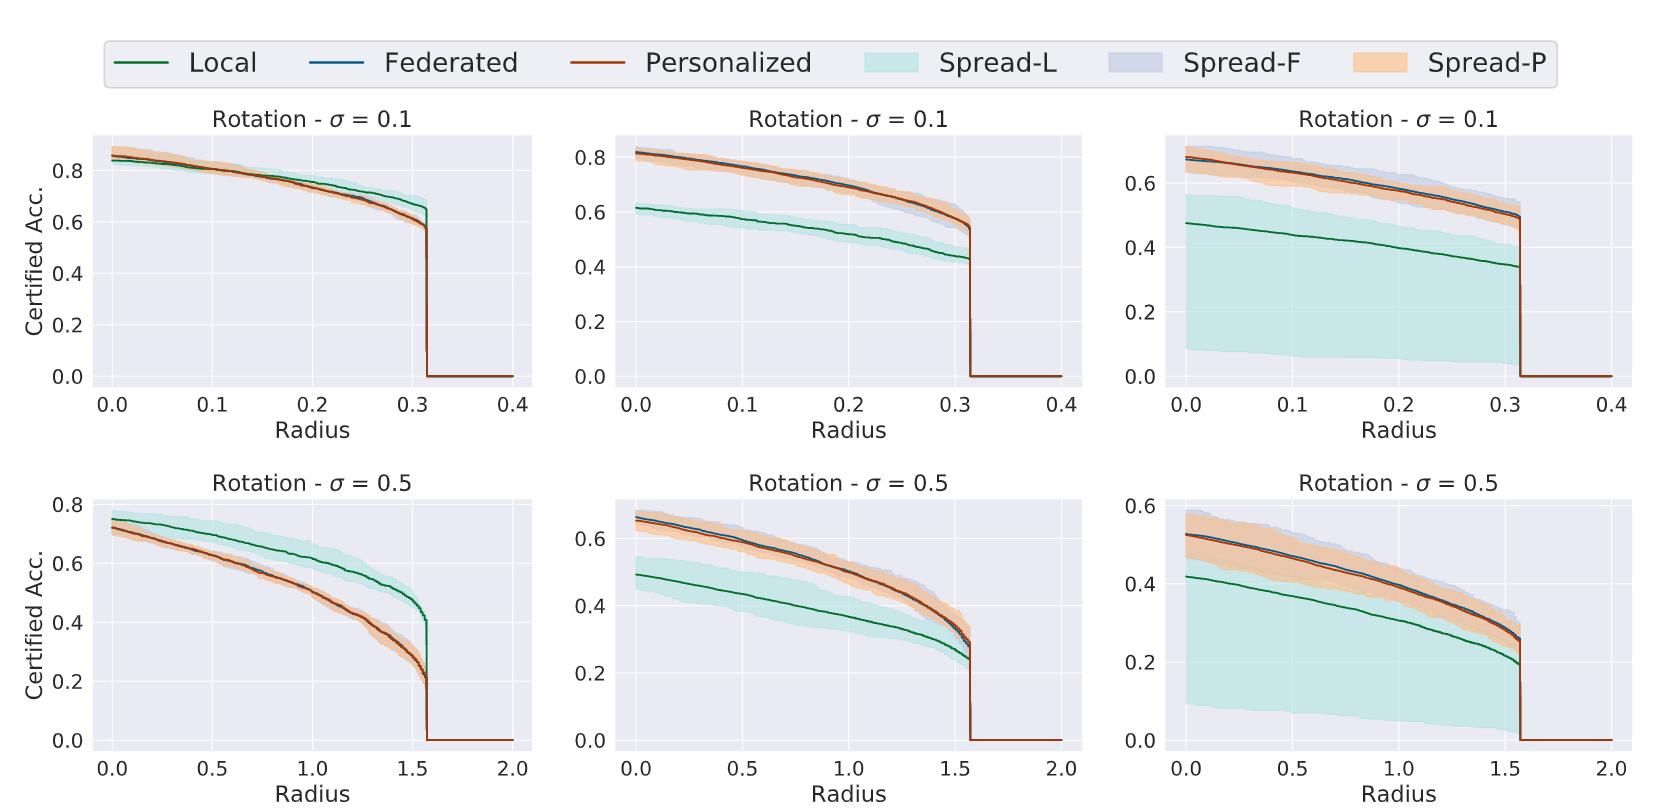 Local Federated Personalized Spread-L Spread-F Spread-P
Rotation - σ = 0.1 Rotation - σ = 0.1 Rotation - σ = 0.1
Certified Acc.
0.8 0.8
0.6 0.6 0.6
0.4 0.4 0.4
0.2 0.2 0.2
0.0 0.0 0.0
0.0 0.1 0.2 0.3 0.4 0.0 0.1 0.2 0.3 0.4 0.0 0.1 0.2 0.3 0.4
Radius Radius Radius
Rotation - σ = 0.5 Rotation - σ = 0.5 Rotation - σ = 0.5
Certified Acc.
0.8 0.6
0.6 0.6
0.4 0.4 0.4
0.2 0.2 0.2
0.0 0.0 0.0
0.0 0.5 1.0 1.5 2.0 0.0 0.5 1.0 1.5 2.0 0.0 0.5 1.0 1.5 2.0
Radius Radius Radius